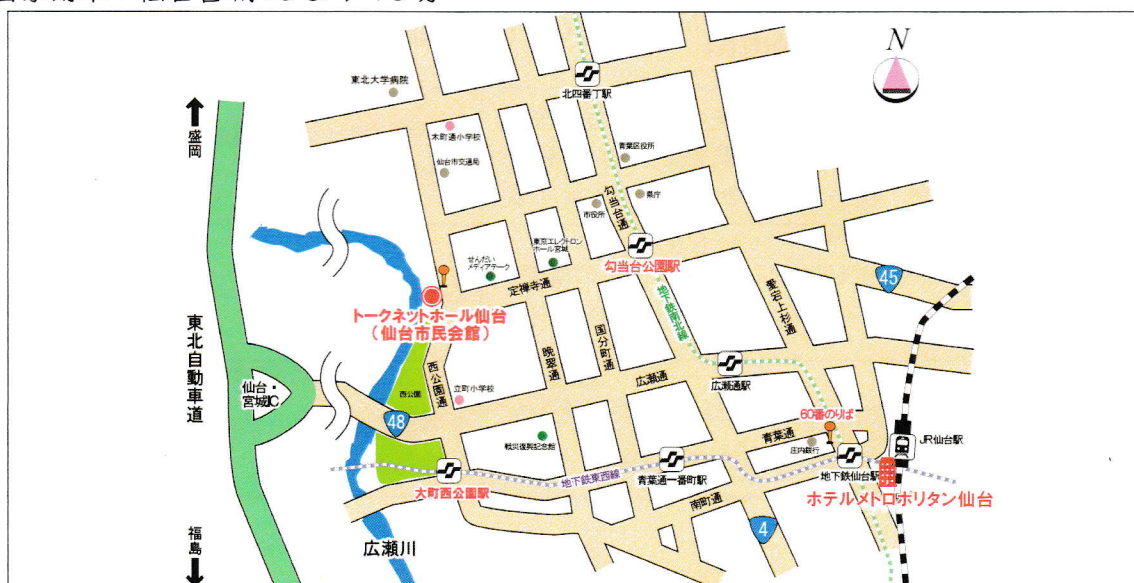 N
東北大学病院
北四番丁駅
盛岡
木町通小学校
青葉区役所
仙台市交通局
勾当台通
県庁
市役所
東京エレクトロン
ホール宮城
せんだい
メディアテーク
勾当台公園駅
定禅寺通
地下鉄南北線
愛宕上杉通
45
トークネットホール仙台
(仙台市民会館)
東北自動車道
晩翠通
国分町通
西公園通
広瀬通
広瀬通駅
仙台・
宮城IC
西公園
立町小学校
48
60番のりば
戦災復興記念館
青葉通
庄内銀行
JR仙台駅
地下鉄仙台駅
大町西公園駅
地下鉄東西線
青葉通一番町駅
ホテルメトロポリタン仙台
南町通
4
広瀬川
福島